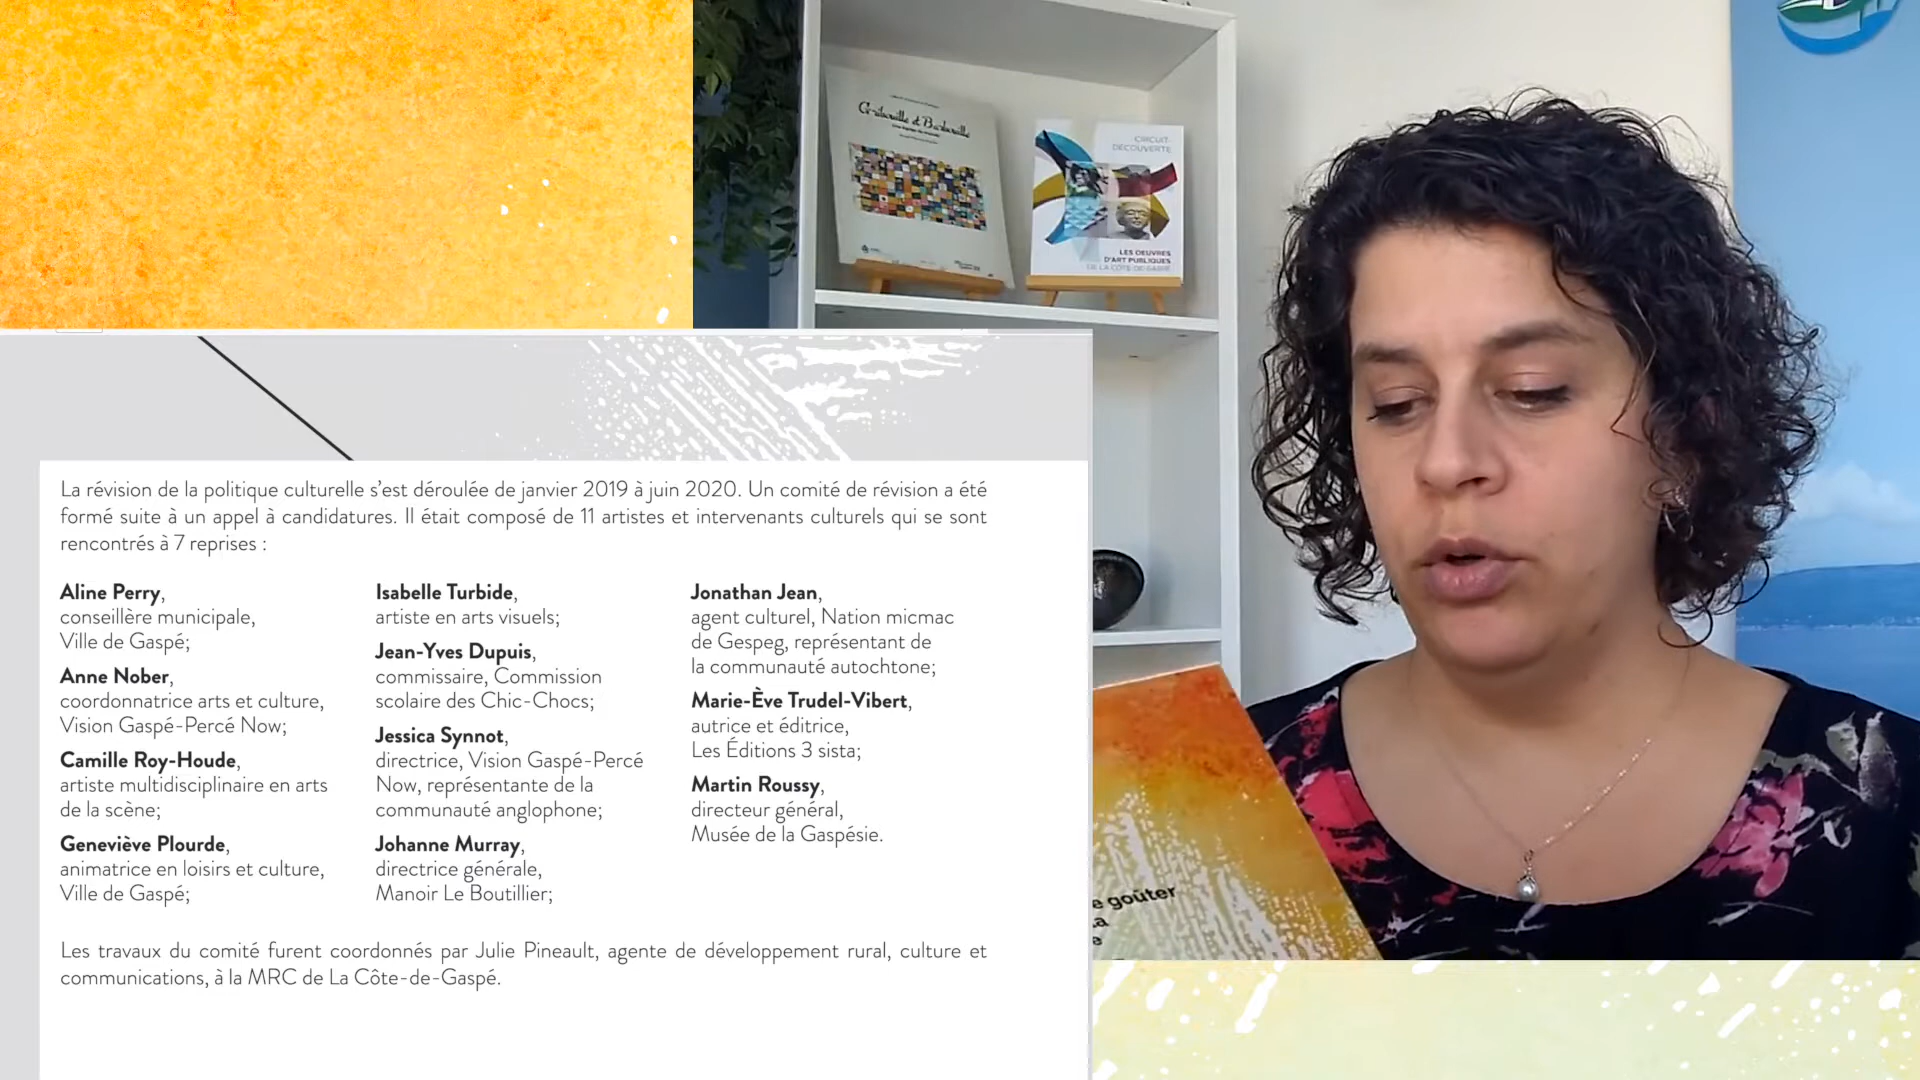 Gribouille et Barbouille
CIRCUIT-
DÉCOUVERTE
LES OEUVRES
D'ART PUBLIQUES
DE LA CÔTE-DE-GASPÉ
La révision de la politique culturelle s'est déroulée de janvier 2019 à juin 2020. Un comité de révision a été
formé suite à un appel à candidatures. Il était composé de 11 artistes et intervenants culturels qui se sont
rencontrés à 7 reprises :
Aline Perry,
conseillère municipale,
Ville de Gaspé;
Anne Nober,
coordonnatrice arts et culture,
Vision Gaspé-Percé Now;
Camille Roy-Houde,
artiste multidisciplinaire en arts
de la scène;
Geneviève Plourde,
animatrice en loisirs et culture,
Ville de Gaspé;
Isabelle Turbide,
artiste en arts visuels;
Jean-Yves Dupuis,
commissaire, Commission
scolaire des Chic-Chocs;
Jessica Synnot,
directrice, Vision Gaspé-Percé
Now, représentante de la
communauté anglophone;
Johanne Murray,
directrice générale,
Manoir Le Boutillier;
Jonathan Jean,
agent culturel, Nation micmac
de Gespeg, représentant de
la communauté autochtone;
Marie-Ève Trudel-Vibert,
autrice et éditrice,
Les Éditions 3 sista;
Martin Roussy,
directeur général,
Musée de la Gaspésie.
Les travaux du comité furent coordonnés par Julie Pineault, agente de développement rural, culture et
communications, à la MRC de La Côte-de-Gaspé.
e goûter
a
e